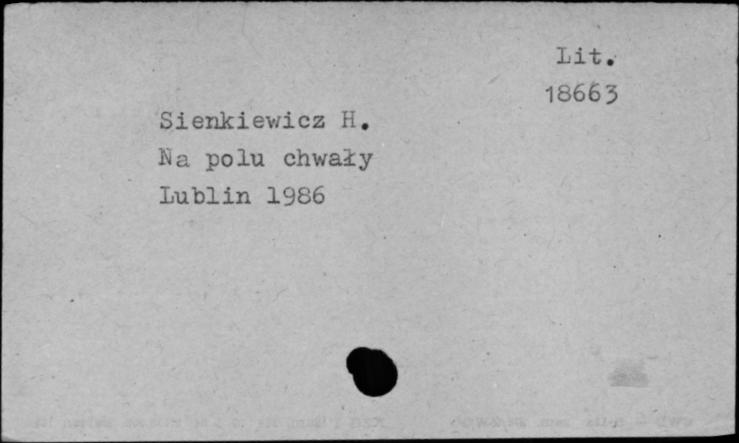 Lit.
18663
Sienkiewicz H.
Na polu chwały
Lublin 1986